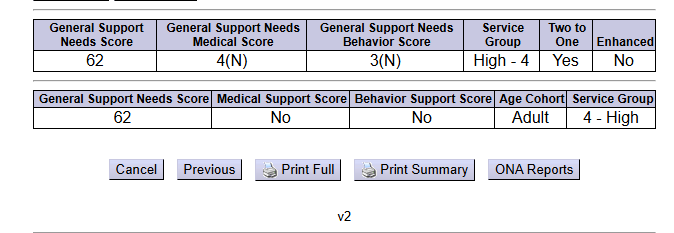 General Support Needs Score General Support Needs Medical Score General Support Needs Behavior Score Service Group Two to One Enhanced
62 4(N) 3(N) High - 4 Yes No
General Support Needs Score Medical Support Score Behavior Support Score Age Cohort Service Group
62 No No Adult 4 - High
Cancel Previous Print Full Print Summary ONA Reports
v2